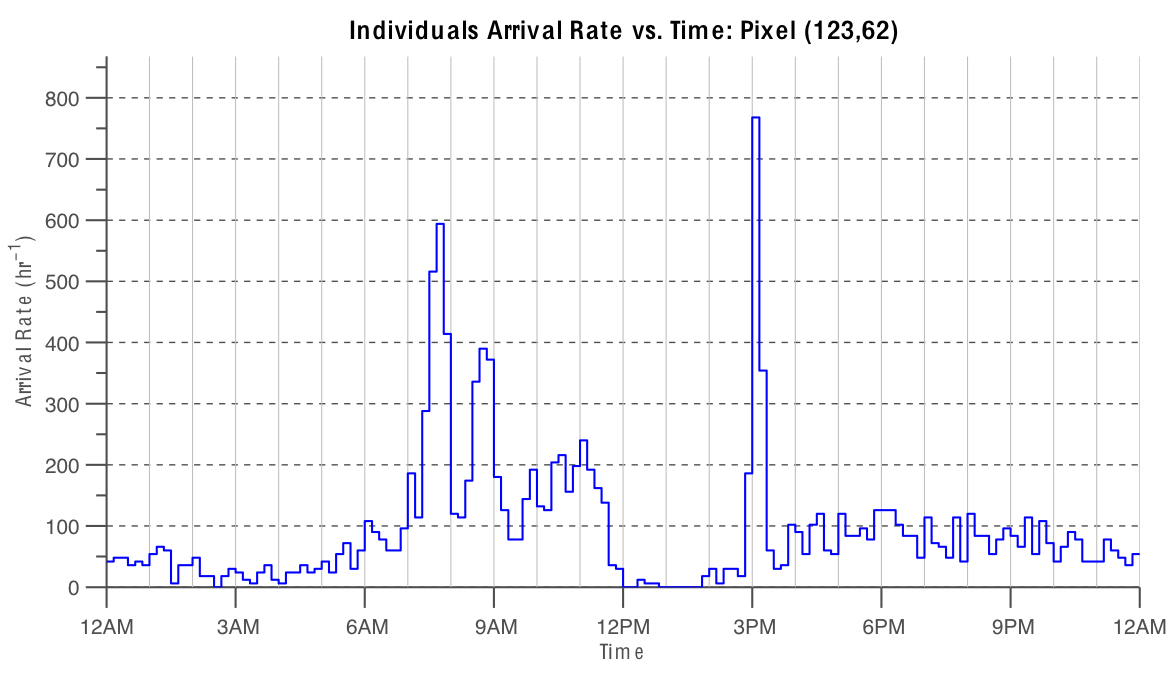 Individuals Arrival Rate vs. Time: Pixel (123,62)
800
700
600
500
400
300
200
100
0
Arrival Rate (hr⁻¹)
12AM 3AM 6AM 9AM 12PM 3PM 6PM 9PM 12AM
Time